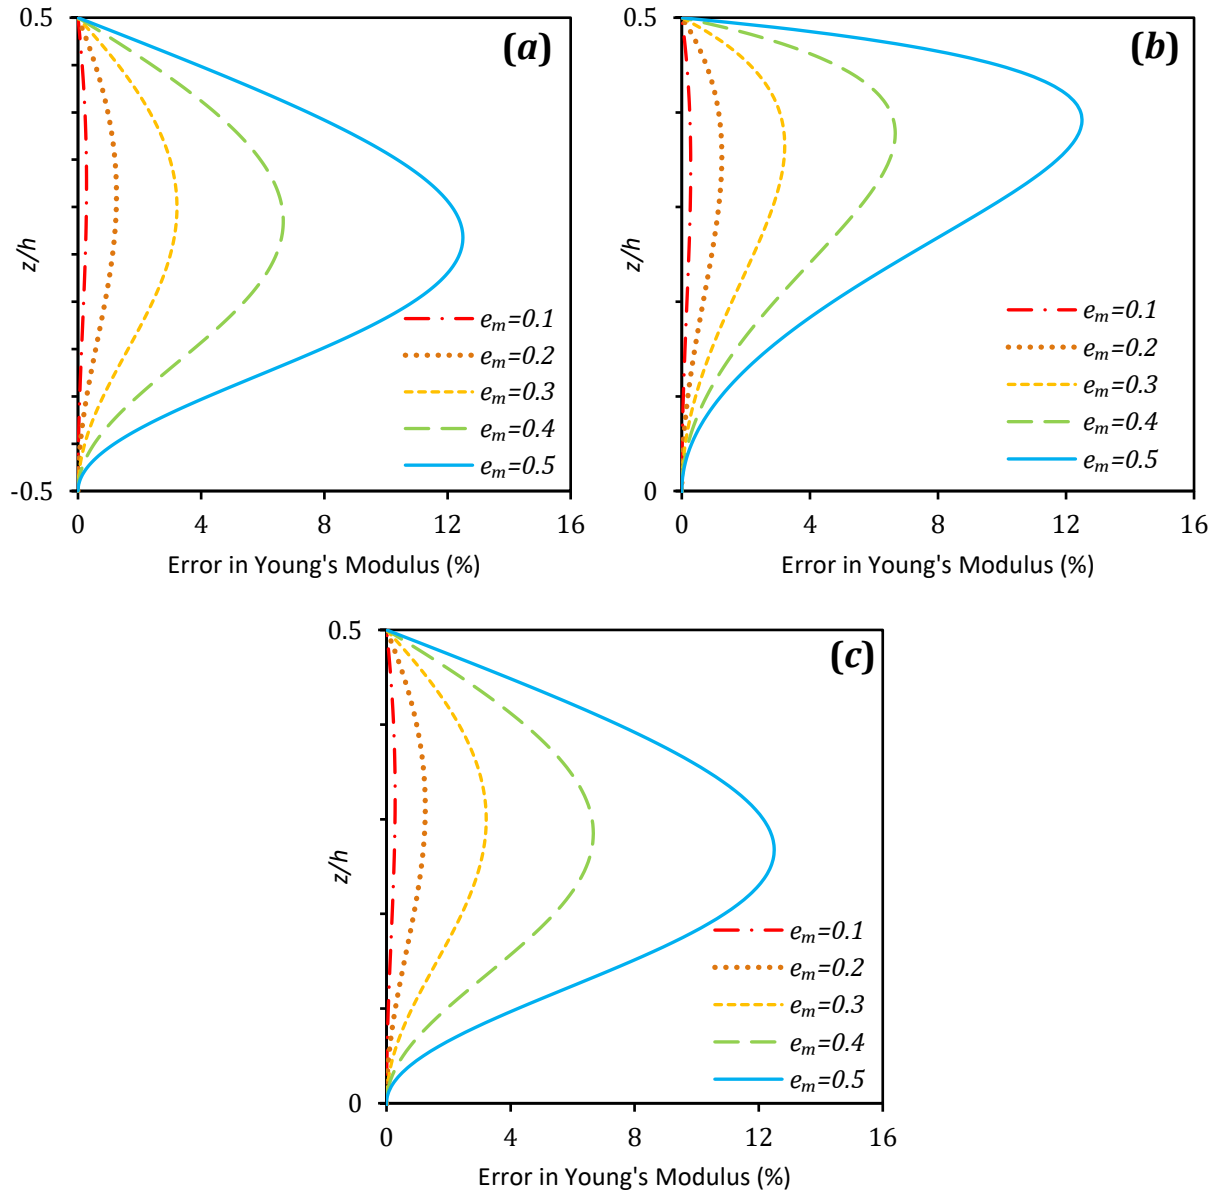 (a)
0.5
z/h
-0.5
e_m=0.1
e_m=0.2
e_m=0.3
e_m=0.4
e_m=0.5
0 4 8 12 16
Error in Young's Modulus (%)
(b)
0.5
z/h
0
e_m=0.1
e_m=0.2
e_m=0.3
e_m=0.4
e_m=0.5
0 4 8 12 16
Error in Young's Modulus (%)
(c)
0.5
z/h
0
e_m=0.1
e_m=0.2
e_m=0.3
e_m=0.4
e_m=0.5
0 4 8 12 16
Error in Young's Modulus (%)